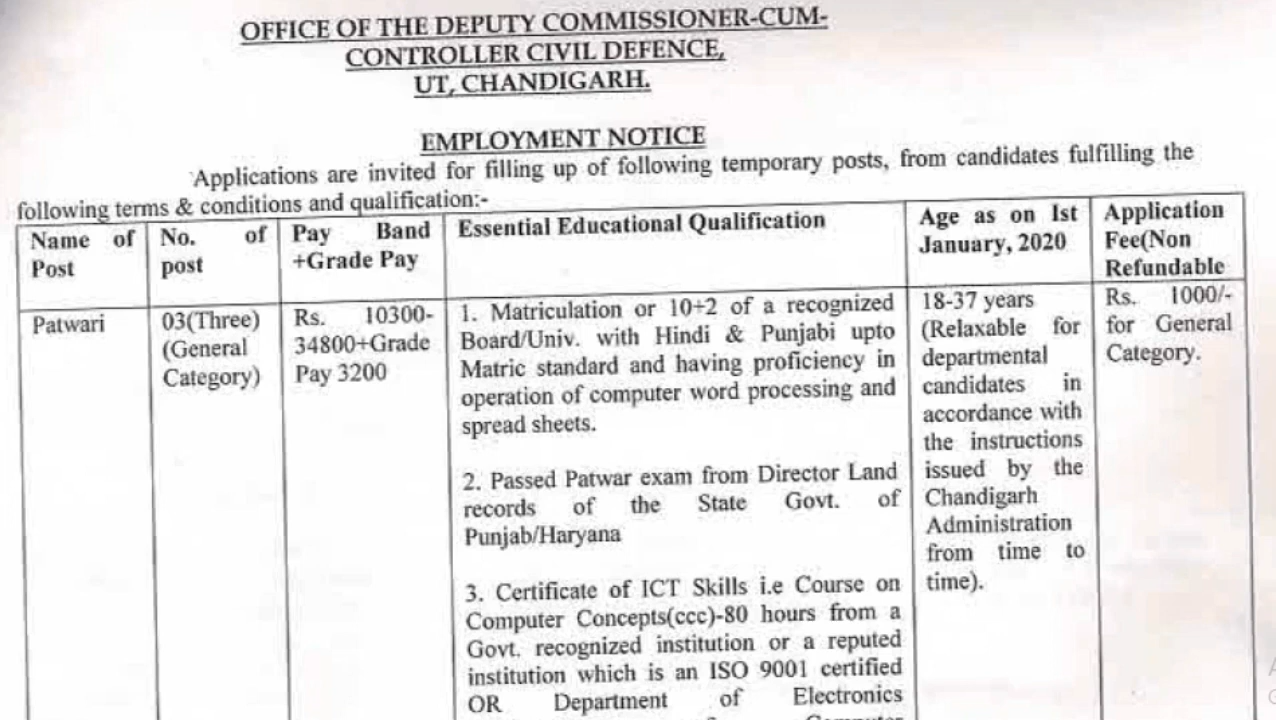 OFFICE OF THE DEPUTY COMMISSIONER-CUM-
CONTROLLER CIVIL DEFENCE,
UT, CHANDIGARH.
EMPLOYMENT NOTICE
Applications are invited for filling up of following temporary posts, from candidates fulfilling the
following terms & conditions and qualification:-
Name of
Post
No. of
post
Pay Band
+Grade Pay
Essential Educational Qualification
Age as on Ist
January, 2020
Application
Fee(Non
Refundable
Patwari
03(Three)
(General
Category)
Rs. 10300-
34800+Grade
Pay 3200
1. Matriculation or 10+2 of a recognized
Board/Univ. with Hindi & Punjabi upto
Matric standard and having proficiency in
operation of computer word processing and
spread sheets.
2. Passed Patwar exam from Director Land
records of the State Govt. of
Punjab/Haryana
3. Certificate of ICT Skills i.e Course on
Computer Concepts(ccc)-80 hours from a
Govt. recognized institution or a reputed
institution which is an ISO 9001 certified
OR Department of Electronics
Computer
18-37 years
(Relaxable for
departmental
candidates in
accordance with
the instructions
issued by the
Chandigarh
Administration
from time to
time).
Rs. 1000/-
for General
Category.